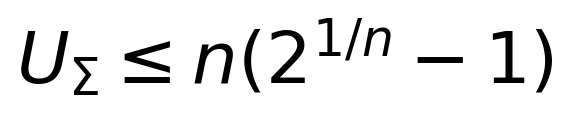 U_Σ ≤ n(2^{1/n} − 1)